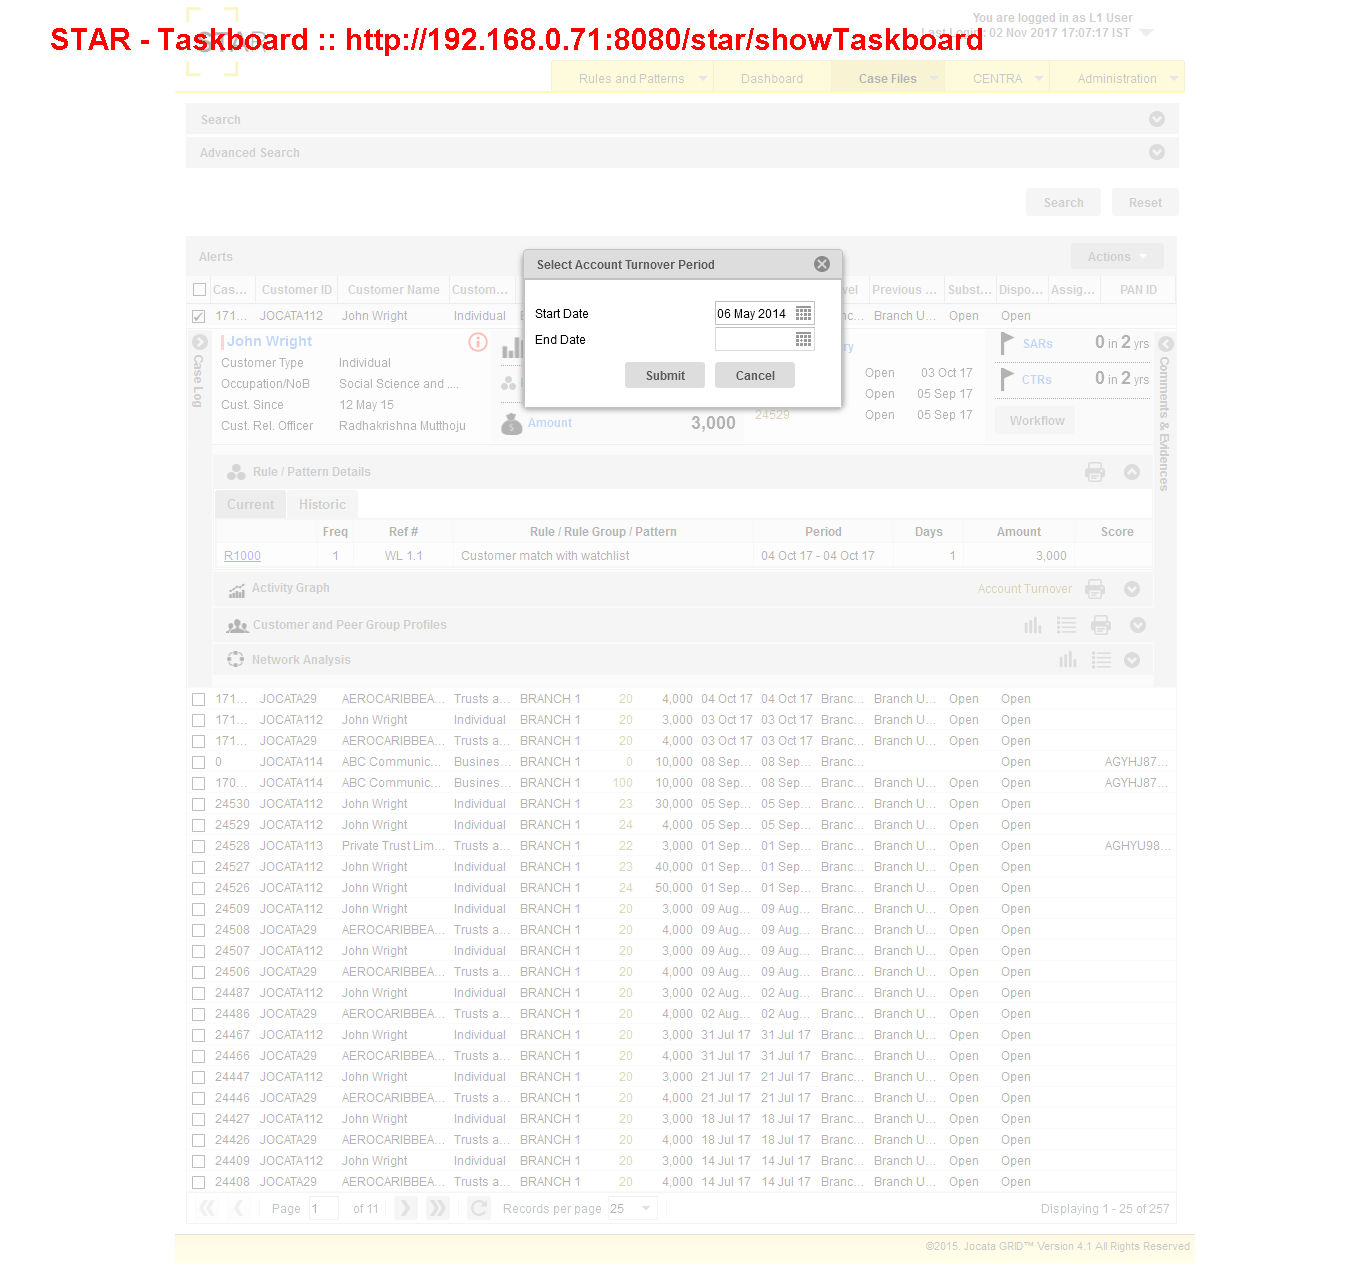 You are logged in as L1 User
STAR - Taskboard :: http://192.168.0.71:8080/star/showTaskboard
Last Login : 02 Nov 2017 17:07:17 IST
Rules and Patterns Dashboard Case Files CENTRA Administration
Search
Advanced Search
Search Reset
Alerts Actions
Select Account Turnover Period
Cas... Customer ID Customer Name Custom... Previous ... Subst... Dispo... Assig... PAN ID
171... JOCATA112 John Wright Individual Branch U... Open Open
Start Date 06 May 2014
End Date
Submit Cancel
Case Log
John Wright
Customer Type Individual
Occupation/NoB Social Science and ....
Cust. Since 12 May 15
Cust. Rel. Officer Radhakrishna Mutthoju
Amount 3,000
Open 03 Oct 17
Open 05 Sep 17
24529 Open 05 Sep 17
SARs 0 in 2 yrs
CTRs 0 in 2 yrs
Workflow
Comments & Evidences
Rule / Pattern Details
Current Historic
Freq Ref # Rule / Rule Group / Pattern Period Days Amount Score
R1000 1 WL 1.1 Customer match with watchlist 04 Oct 17 - 04 Oct 17 1 3,000
Activity Graph Account Turnover
Customer and Peer Group Profiles
Network Analysis
171... JOCATA29 AEROCARIBBEA... Trusts a... BRANCH 1 20 4,000 04 Oct 17 04 Oct 17 Branc... Branch U... Open Open
171... JOCATA112 John Wright Individual BRANCH 1 20 3,000 03 Oct 17 03 Oct 17 Branc... Branch U... Open Open
171... JOCATA29 AEROCARIBBEA... Trusts a... BRANCH 1 20 4,000 03 Oct 17 03 Oct 17 Branc... Branch U... Open Open
0 JOCATA114 ABC Communic... Busines... BRANCH 1 0 10,000 08 Sep... 08 Sep... Branc... Open AGYHJ87...
170... JOCATA114 ABC Communic... Busines... BRANCH 1 100 10,000 08 Sep... 08 Sep... Branc... Branch U... Open Open AGYHJ87...
24530 JOCATA112 John Wright Individual BRANCH 1 23 30,000 05 Sep... 05 Sep... Branc... Branch U... Open Open
24529 JOCATA112 John Wright Individual BRANCH 1 24 4,000 05 Sep... 05 Sep... Branc... Branch U... Open Open
24528 JOCATA113 Private Trust Lim... Trusts a... BRANCH 1 22 3,000 01 Sep... 01 Sep... Branc... Branch U... Open Open AGHYU98...
24527 JOCATA112 John Wright Individual BRANCH 1 23 40,000 01 Sep... 01 Sep... Branc... Branch U... Open Open
24526 JOCATA112 John Wright Individual BRANCH 1 24 50,000 01 Sep... 01 Sep... Branc... Branch U... Open Open
24509 JOCATA112 John Wright Individual BRANCH 1 20 3,000 09 Aug... 09 Aug... Branc... Branch U... Open Open
24508 JOCATA29 AEROCARIBBEA... Trusts a... BRANCH 1 20 4,000 09 Aug... 09 Aug... Branc... Branch U... Open Open
24507 JOCATA112 John Wright Individual BRANCH 1 20 3,000 09 Aug... 09 Aug... Branc... Branch U... Open Open
24506 JOCATA29 AEROCARIBBEA... Trusts a... BRANCH 1 20 4,000 09 Aug... 09 Aug... Branc... Branch U... Open Open
24487 JOCATA112 John Wright Individual BRANCH 1 20 3,000 02 Aug... 02 Aug... Branc... Branch U... Open Open
24486 JOCATA29 AEROCARIBBEA... Trusts a... BRANCH 1 20 4,000 02 Aug... 02 Aug... Branc... Branch U... Open Open
24467 JOCATA112 John Wright Individual BRANCH 1 20 3,000 31 Jul 17 31 Jul 17 Branc... Branch U... Open Open
24466 JOCATA29 AEROCARIBBEA... Trusts a... BRANCH 1 20 4,000 31 Jul 17 31 Jul 17 Branc... Branch U... Open Open
24447 JOCATA112 John Wright Individual BRANCH 1 20 3,000 21 Jul 17 21 Jul 17 Branc... Branch U... Open Open
24446 JOCATA29 AEROCARIBBEA... Trusts a... BRANCH 1 20 4,000 21 Jul 17 21 Jul 17 Branc... Branch U... Open Open
24427 JOCATA112 John Wright Individual BRANCH 1 20 3,000 18 Jul 17 18 Jul 17 Branc... Branch U... Open Open
24426 JOCATA29 AEROCARIBBEA... Trusts a... BRANCH 1 20 4,000 18 Jul 17 18 Jul 17 Branc... Branch U... Open Open
24409 JOCATA112 John Wright Individual BRANCH 1 20 3,000 14 Jul 17 14 Jul 17 Branc... Branch U... Open Open
24408 JOCATA29 AEROCARIBBEA... Trusts a... BRANCH 1 20 4,000 14 Jul 17 14 Jul 17 Branc... Branch U... Open Open
Page 1 of 11 Records per page 25 Displaying 1 - 25 of 257
©2015. Jocata GRID™ Version 4.1 All Rights Reserved